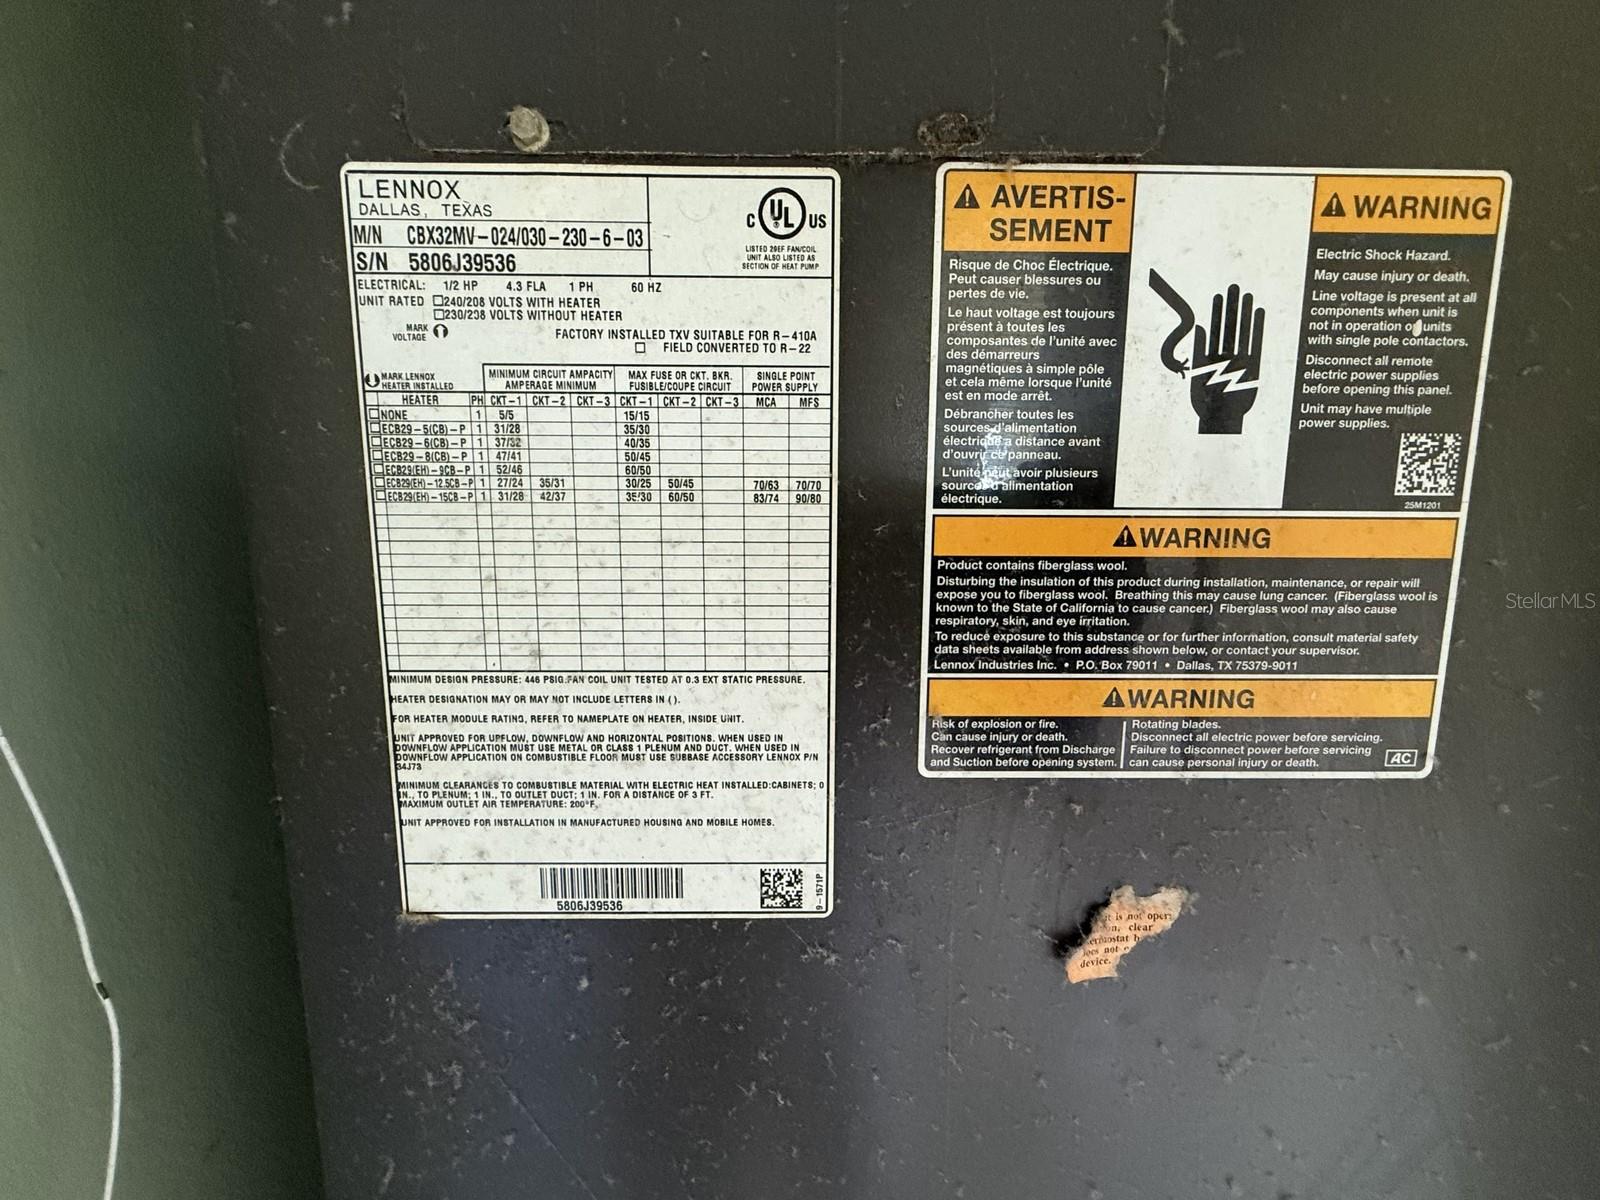 LENNOX
DALLAS, TEXAS
M/N CBX32MV-024/030-230-6-03
S/N 5806J39536
C UL US
LISTED 29EF FAN/COIL
UNIT ALSO LISTED AS
SECTION OF HEAT PUMP
ELECTRICAL: 1/2 HP 4.3 FLA 1 PH 60 HZ
UNIT RATED 240/208 VOLTS WITH HEATER
230/208 VOLTS WITHOUT HEATER
MARK
VOLTAGE
FACTORY INSTALLED TXV SUITABLE FOR R-410A
FIELD CONVERTED TO R-22
MARK LENNOX
HEATER INSTALLED
MINIMUM CIRCUIT AMPACITY
AMPERAGE MINIMUM
MAX FUSE OR CKT. BKR.
FUSIBLE/COUPE CIRCUIT
SINGLE POINT
POWER SUPPLY
HEATER PH CKT-1 CKT-2 CKT-3 CKT-1 CKT-2 CKT-3 MCA MFS
NONE 1 5/5 15/15
ECB29-5(CB)-P 1 31/28 35/30
ECB29-6(CB)-P 1 37/32 40/35
ECB29-8(CB)-P 1 47/41 50/45
ECB29(EH)-9CB-P 1 52/46 60/50
ECB29(EH)-12.5CB-P 1 27/24 35/31 30/25 50/45 70/63 70/70
ECB29(EH)-15CB-P 1 31/28 42/37 35/30 60/50 83/74 90/80
MINIMUM DESIGN PRESSURE: 446 PSIG.FAN COIL UNIT TESTED AT 0.3 EXT STATIC PRESSURE.
HEATER DESIGNATION MAY OR MAY NOT INCLUDE LETTERS IN ( ).
FOR HEATER MODULE RATING, REFER TO NAMEPLATE ON HEATER, INSIDE UNIT.
UNIT APPROVED FOR UPFLOW, DOWNFLOW AND HORIZONTAL POSITIONS. WHEN USED IN
DOWNFLOW APPLICATION MUST USE METAL OR CLASS 1 PLENUM AND DUCT. WHEN USED IN
DOWNFLOW APPLICATION ON COMBUSTIBLE FLOOR MUST USE SUBBASE ACCESSORY LENNOX P/N
34J73
MINIMUM CLEARANCES TO COMBUSTIBLE MATERIAL WITH ELECTRIC HEAT INSTALLED:CABINETS; 0
IN., TO PLENUM; 1 IN., TO OUTLET DUCT; 1 IN. FOR A DISTANCE OF 3 FT.
MAXIMUM OUTLET AIR TEMPERATURE: 200°F.
UNIT APPROVED FOR INSTALLATION IN MANUFACTURED HOUSING AND MOBILE HOMES.
5806J39536
9-1571P
AVERTIS-
SEMENT
Risque de Choc Électrique.
Peut causer blessures ou
pertes de vie.
Le haut voltage est toujours
présent à toutes les
composantes de l'unité avec
des démarreurs
magnétiques à simple pôle
et cela même lorsque l'unité
est en mode arrêt.
Débrancher toutes les
sources d'alimentation
électrique a distance avant
d'ouvrir ce panneau.
L'unité peut avoir plusieurs
sources d'alimentation
électrique.
WARNING
Electric Shock Hazard.
May cause injury or death.
Line voltage is present at all
components when unit is
not in operation on units
with single pole contactors.
Disconnect all remote
electric power supplies
before opening this panel.
Unit may have multiple
power supplies.
25M1201
WARNING
Product contains fiberglass wool.
Disturbing the insulation of this product during installation, maintenance, or repair will
expose you to fiberglass wool. Breathing this may cause lung cancer. (Fiberglass wool is
known to the State of California to cause cancer.) Fiberglass wool may also cause
respiratory, skin, and eye irritation.
To reduce exposure to this substance or for further information, consult material safety
data sheets available from address shown below, or contact your supervisor.
Lennox Industries Inc. • P.O. Box 79011 • Dallas, TX 75379-9011
WARNING
Risk of explosion or fire.
Can cause injury or death.
Recover refrigerant from Discharge
and Suction before opening system.
Rotating blades.
Disconnect all electric power before servicing.
Failure to disconnect power before servicing
can cause personal injury or death.
AC
is not oper
on, clear
ermostat
does not
device.
StellarMLS